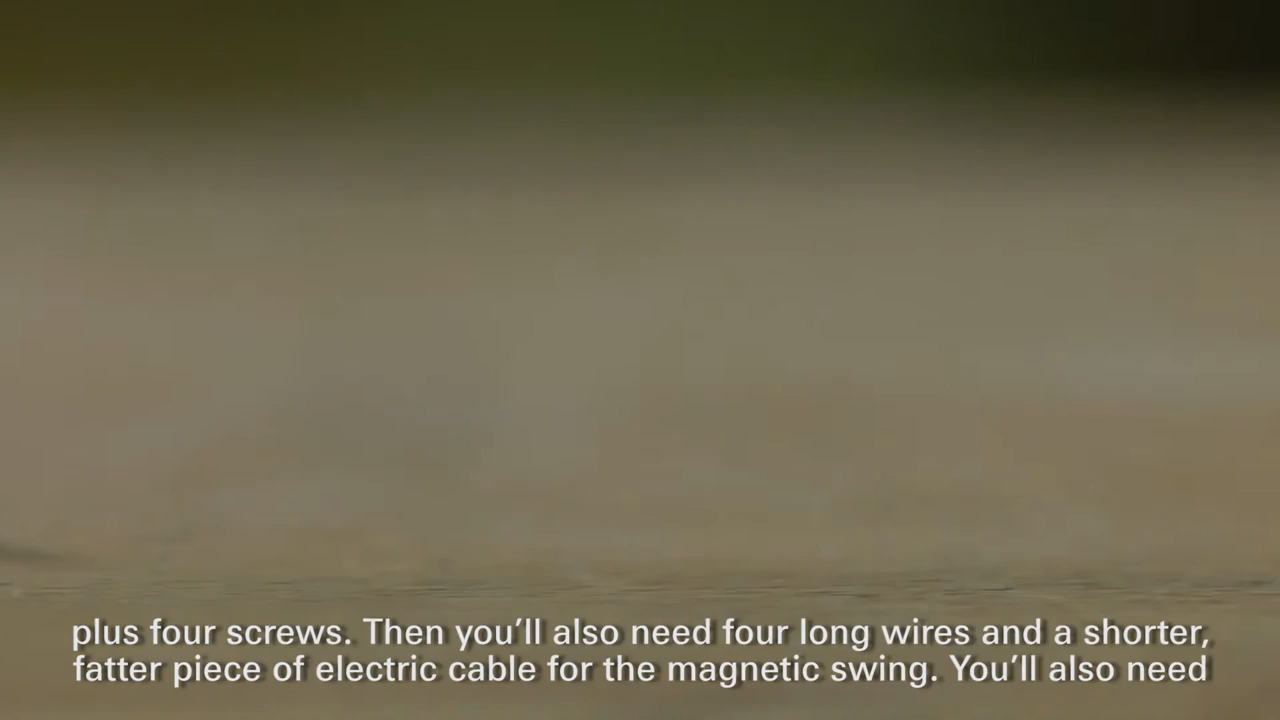 plus four screws. Then you’ll also need four long wires and a shorter,
fatter piece of electric cable for the magnetic swing. You’ll also need